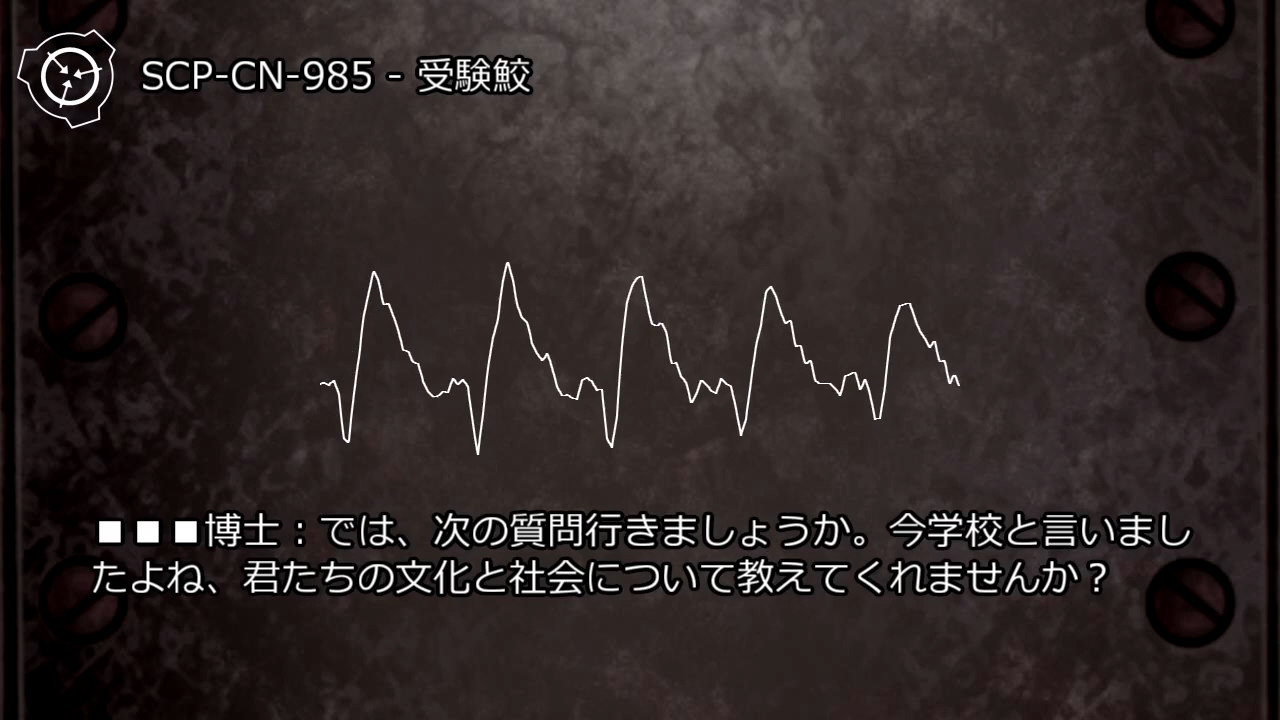 SCP-CN-985 - 受験鮫
■■■博士：では、次の質問行きましょうか。今学校と言いまし
たよね、君たちの文化と社会について教えてくれませんか？